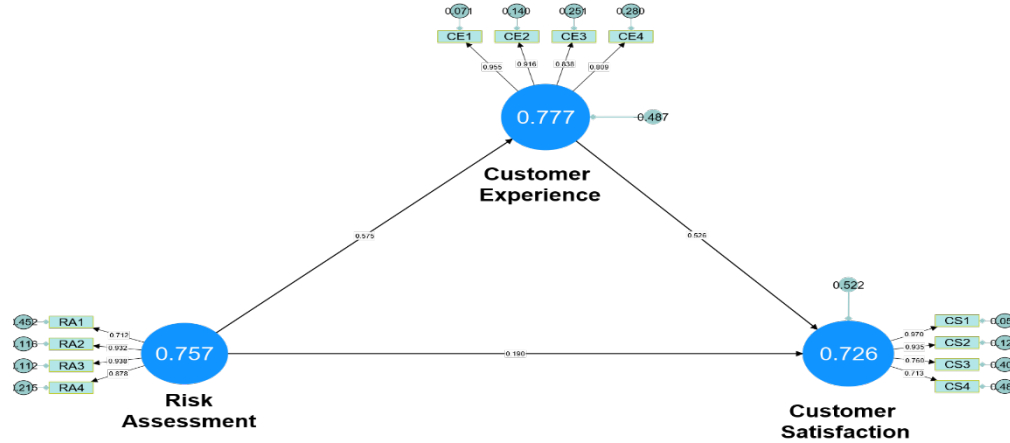 0.071 0.140 0.251 0.280
CE1 CE2 CE3 CE4
0.955 0.916 0.838 0.809
0.777
0.487
Customer
Experience
0.575
0.526
0.522
RA1
RA2
RA3
RA4
0.712
0.932
0.938
0.878
0.757
Risk
Assessment
0.190
0.726
0.970
0.935
0.760
0.713
CS1
CS2
CS3
CS4
Customer
Satisfaction